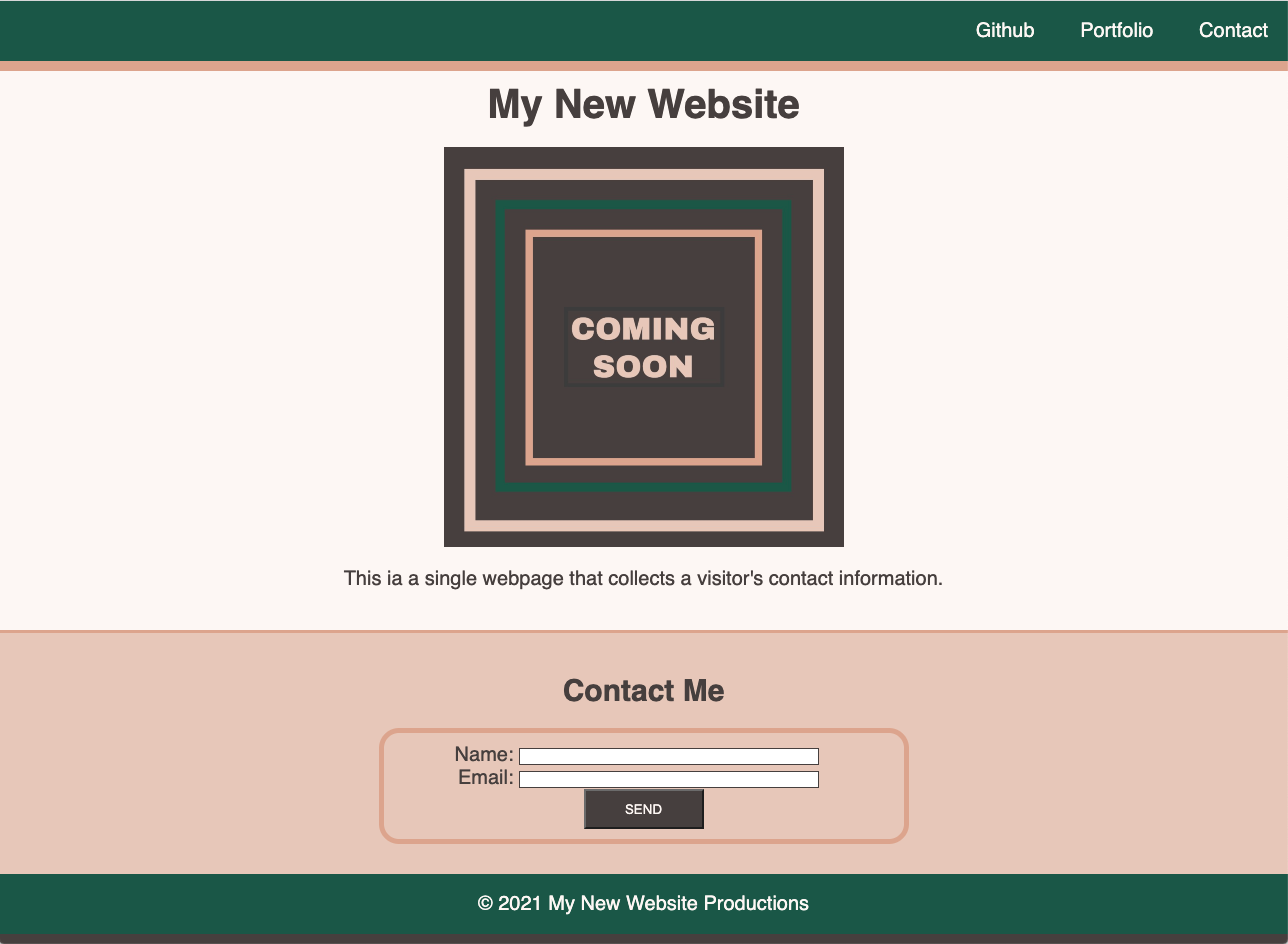 Github Portfolio Contact
My New Website
COMING
SOON
This ia a single webpage that collects a visitor's contact information.
Contact Me
Name:
Email:
SEND
© 2021 My New Website Productions